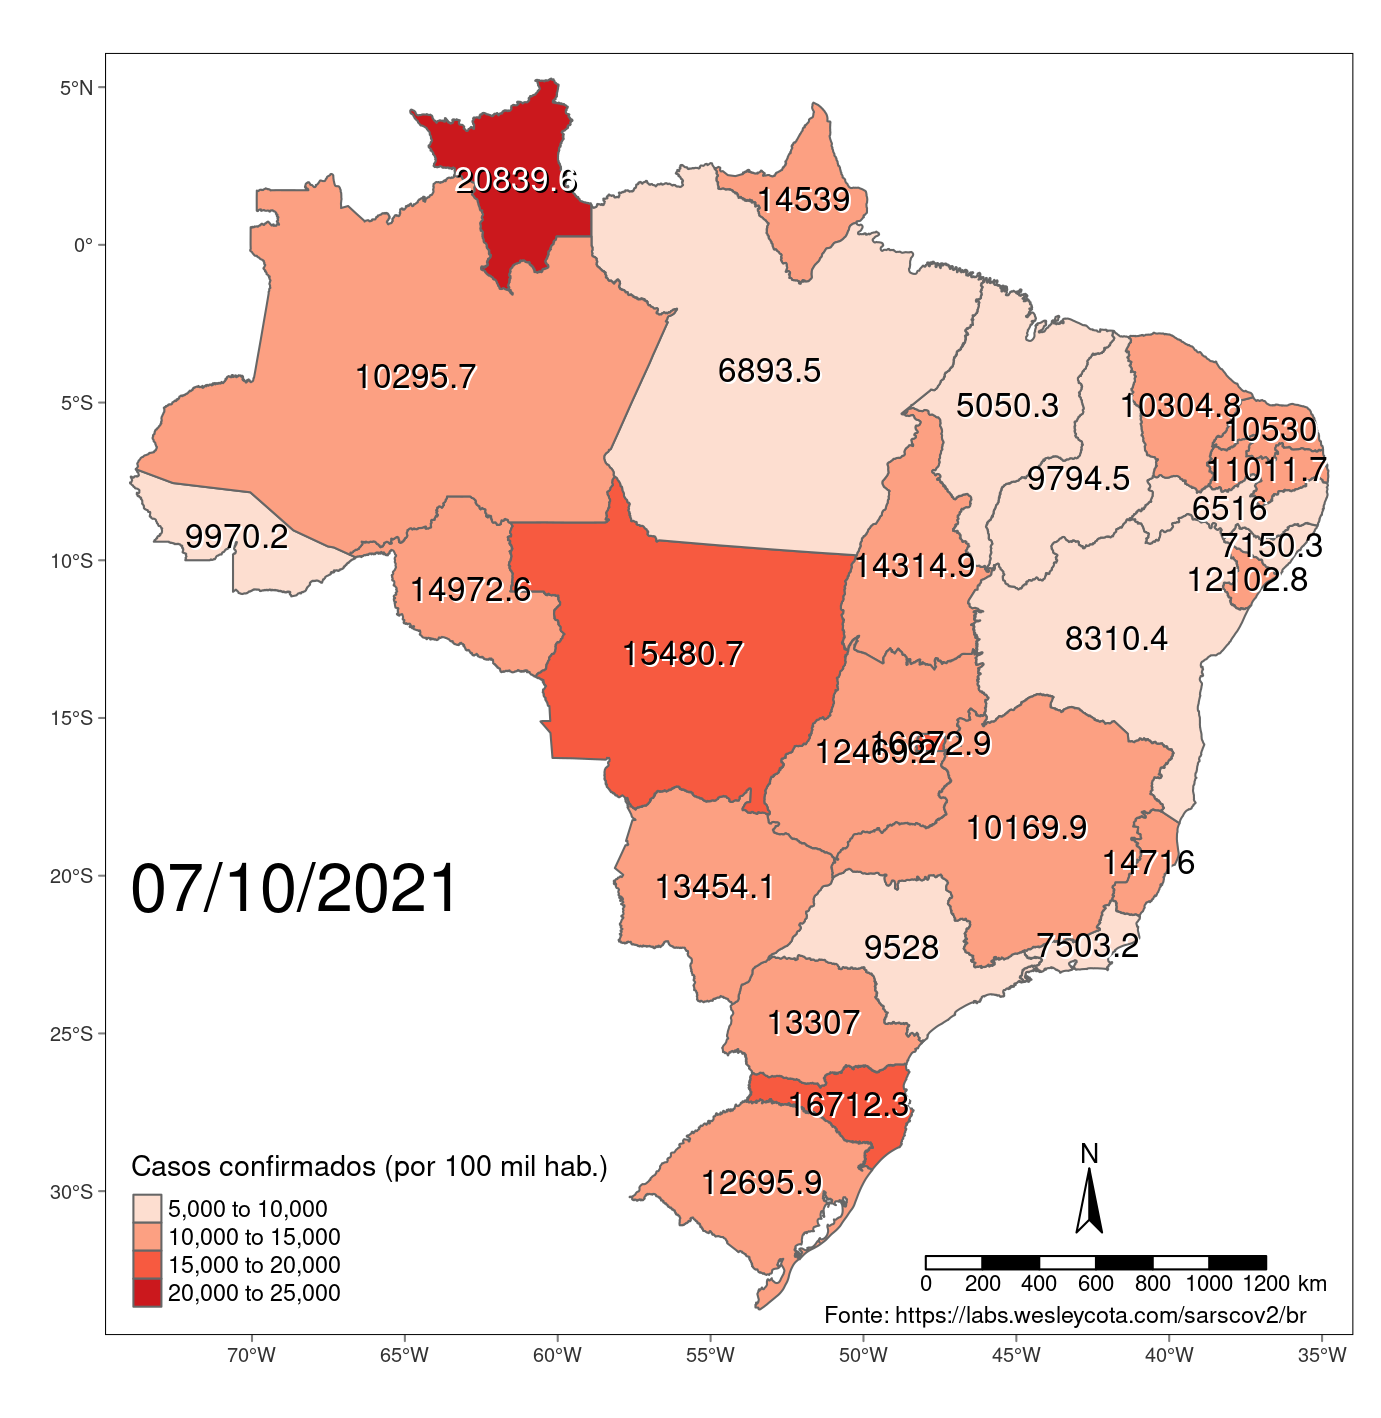 5°N
0°
5°S
10°S
15°S
20°S
25°S
30°S
70°W
65°W
60°W
55°W
50°W
45°W
40°W
35°W
20839.6
14539
10295.7
6893.5
5050.3
10304.8
10530
11011.7
9794.5
6516
9970.2
7150.3
14314.9
12102.8
14972.6
8310.4
15480.7
16672.9
12469.2
10169.9
14716
13454.1
9528
7503.2
13307
16712.3
12695.9
07/10/2021
Casos confirmados (por 100 mil hab.)
5,000 to 10,000
10,000 to 15,000
15,000 to 20,000
20,000 to 25,000
N
0 200 400 600 800 1000 1200 km
Fonte: https://labs.wesleycota.com/sarscov2/br